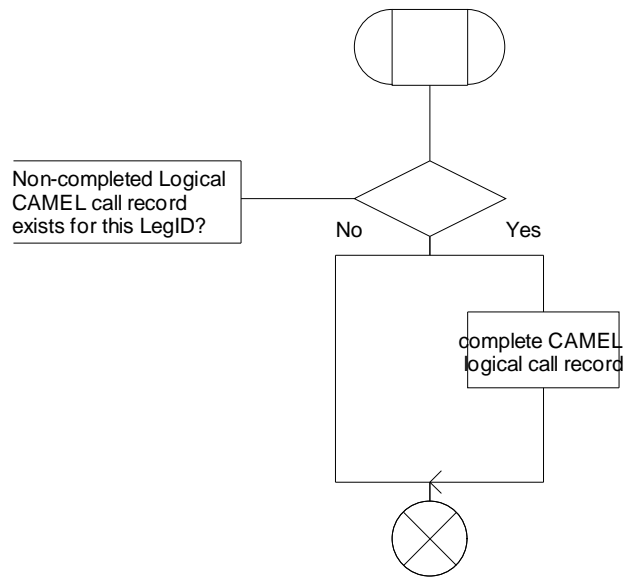 Non-completed Logical
CAMEL call record
exists for this LegID?
No
Yes
complete CAMEL
logical call record